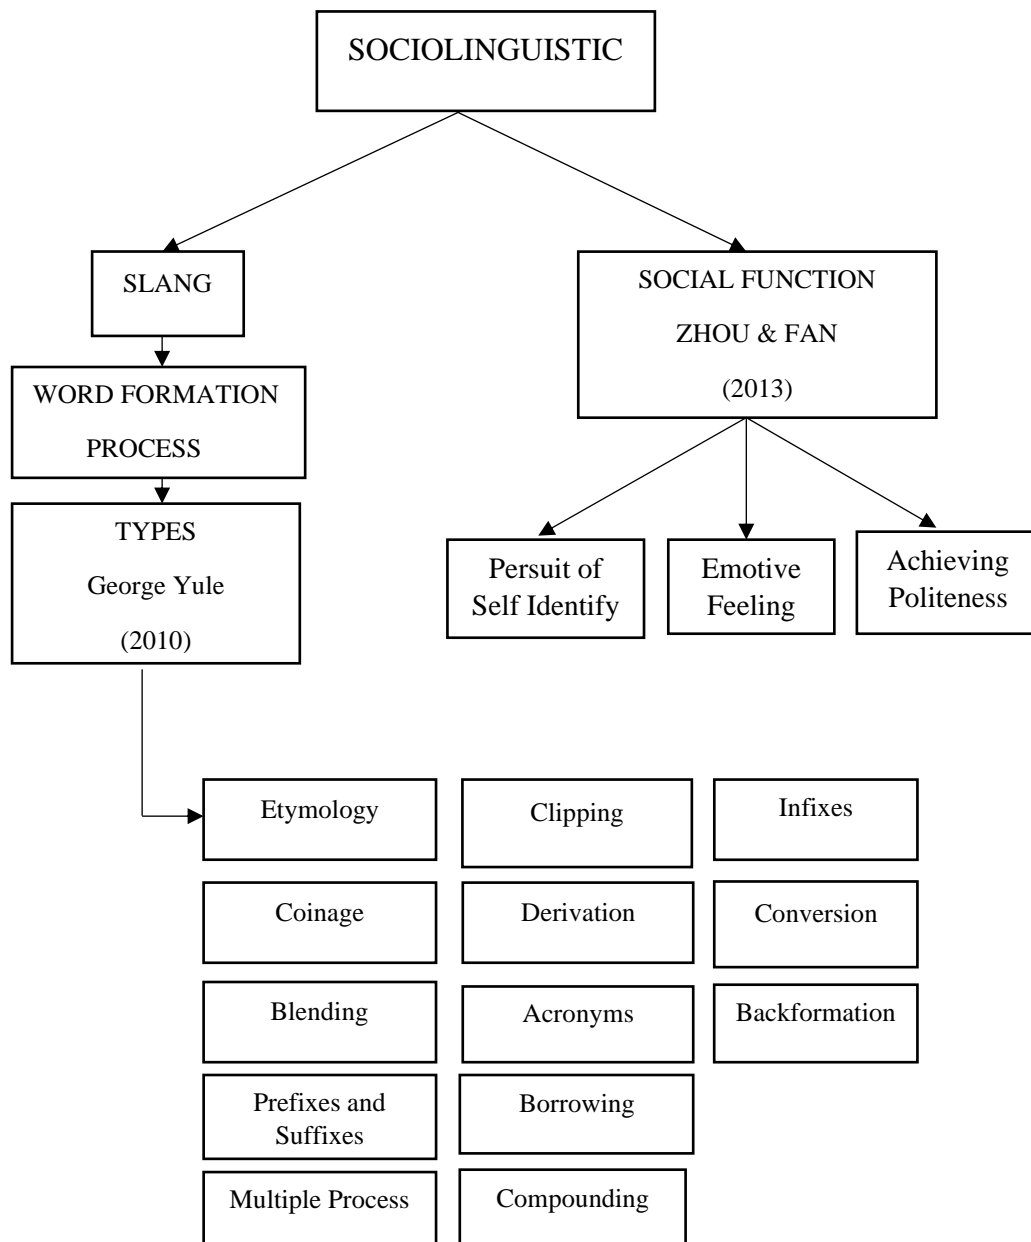 SOCIOLINGUISTIC
SLANG
WORD FORMATION
PROCESS
TYPES
George Yule
(2010)
SOCIAL FUNCTION
ZHOU & FAN
(2013)
Persuit of
Self Identify
Emotive
Feeling
Achieving
Politeness
Etymology
Clipping
Infixes
Coinage
Derivation
Conversion
Blending
Acronyms
Backformation
Prefixes and
Suffixes
Borrowing
Multiple Process
Compounding